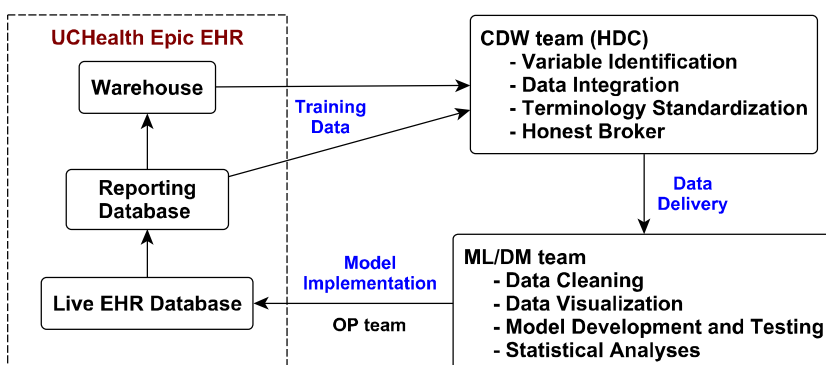 UCHealth Epic EHR
Warehouse
Reporting
Database
Live EHR Database
Training
Data
CDW team (HDC)
- Variable Identification
- Data Integration
- Terminology Standardization
- Honest Broker
Data
Delivery
ML/DM team
- Data Cleaning
- Data Visualization
- Model Development and Testing
- Statistical Analyses
Model
Implementation
OP team